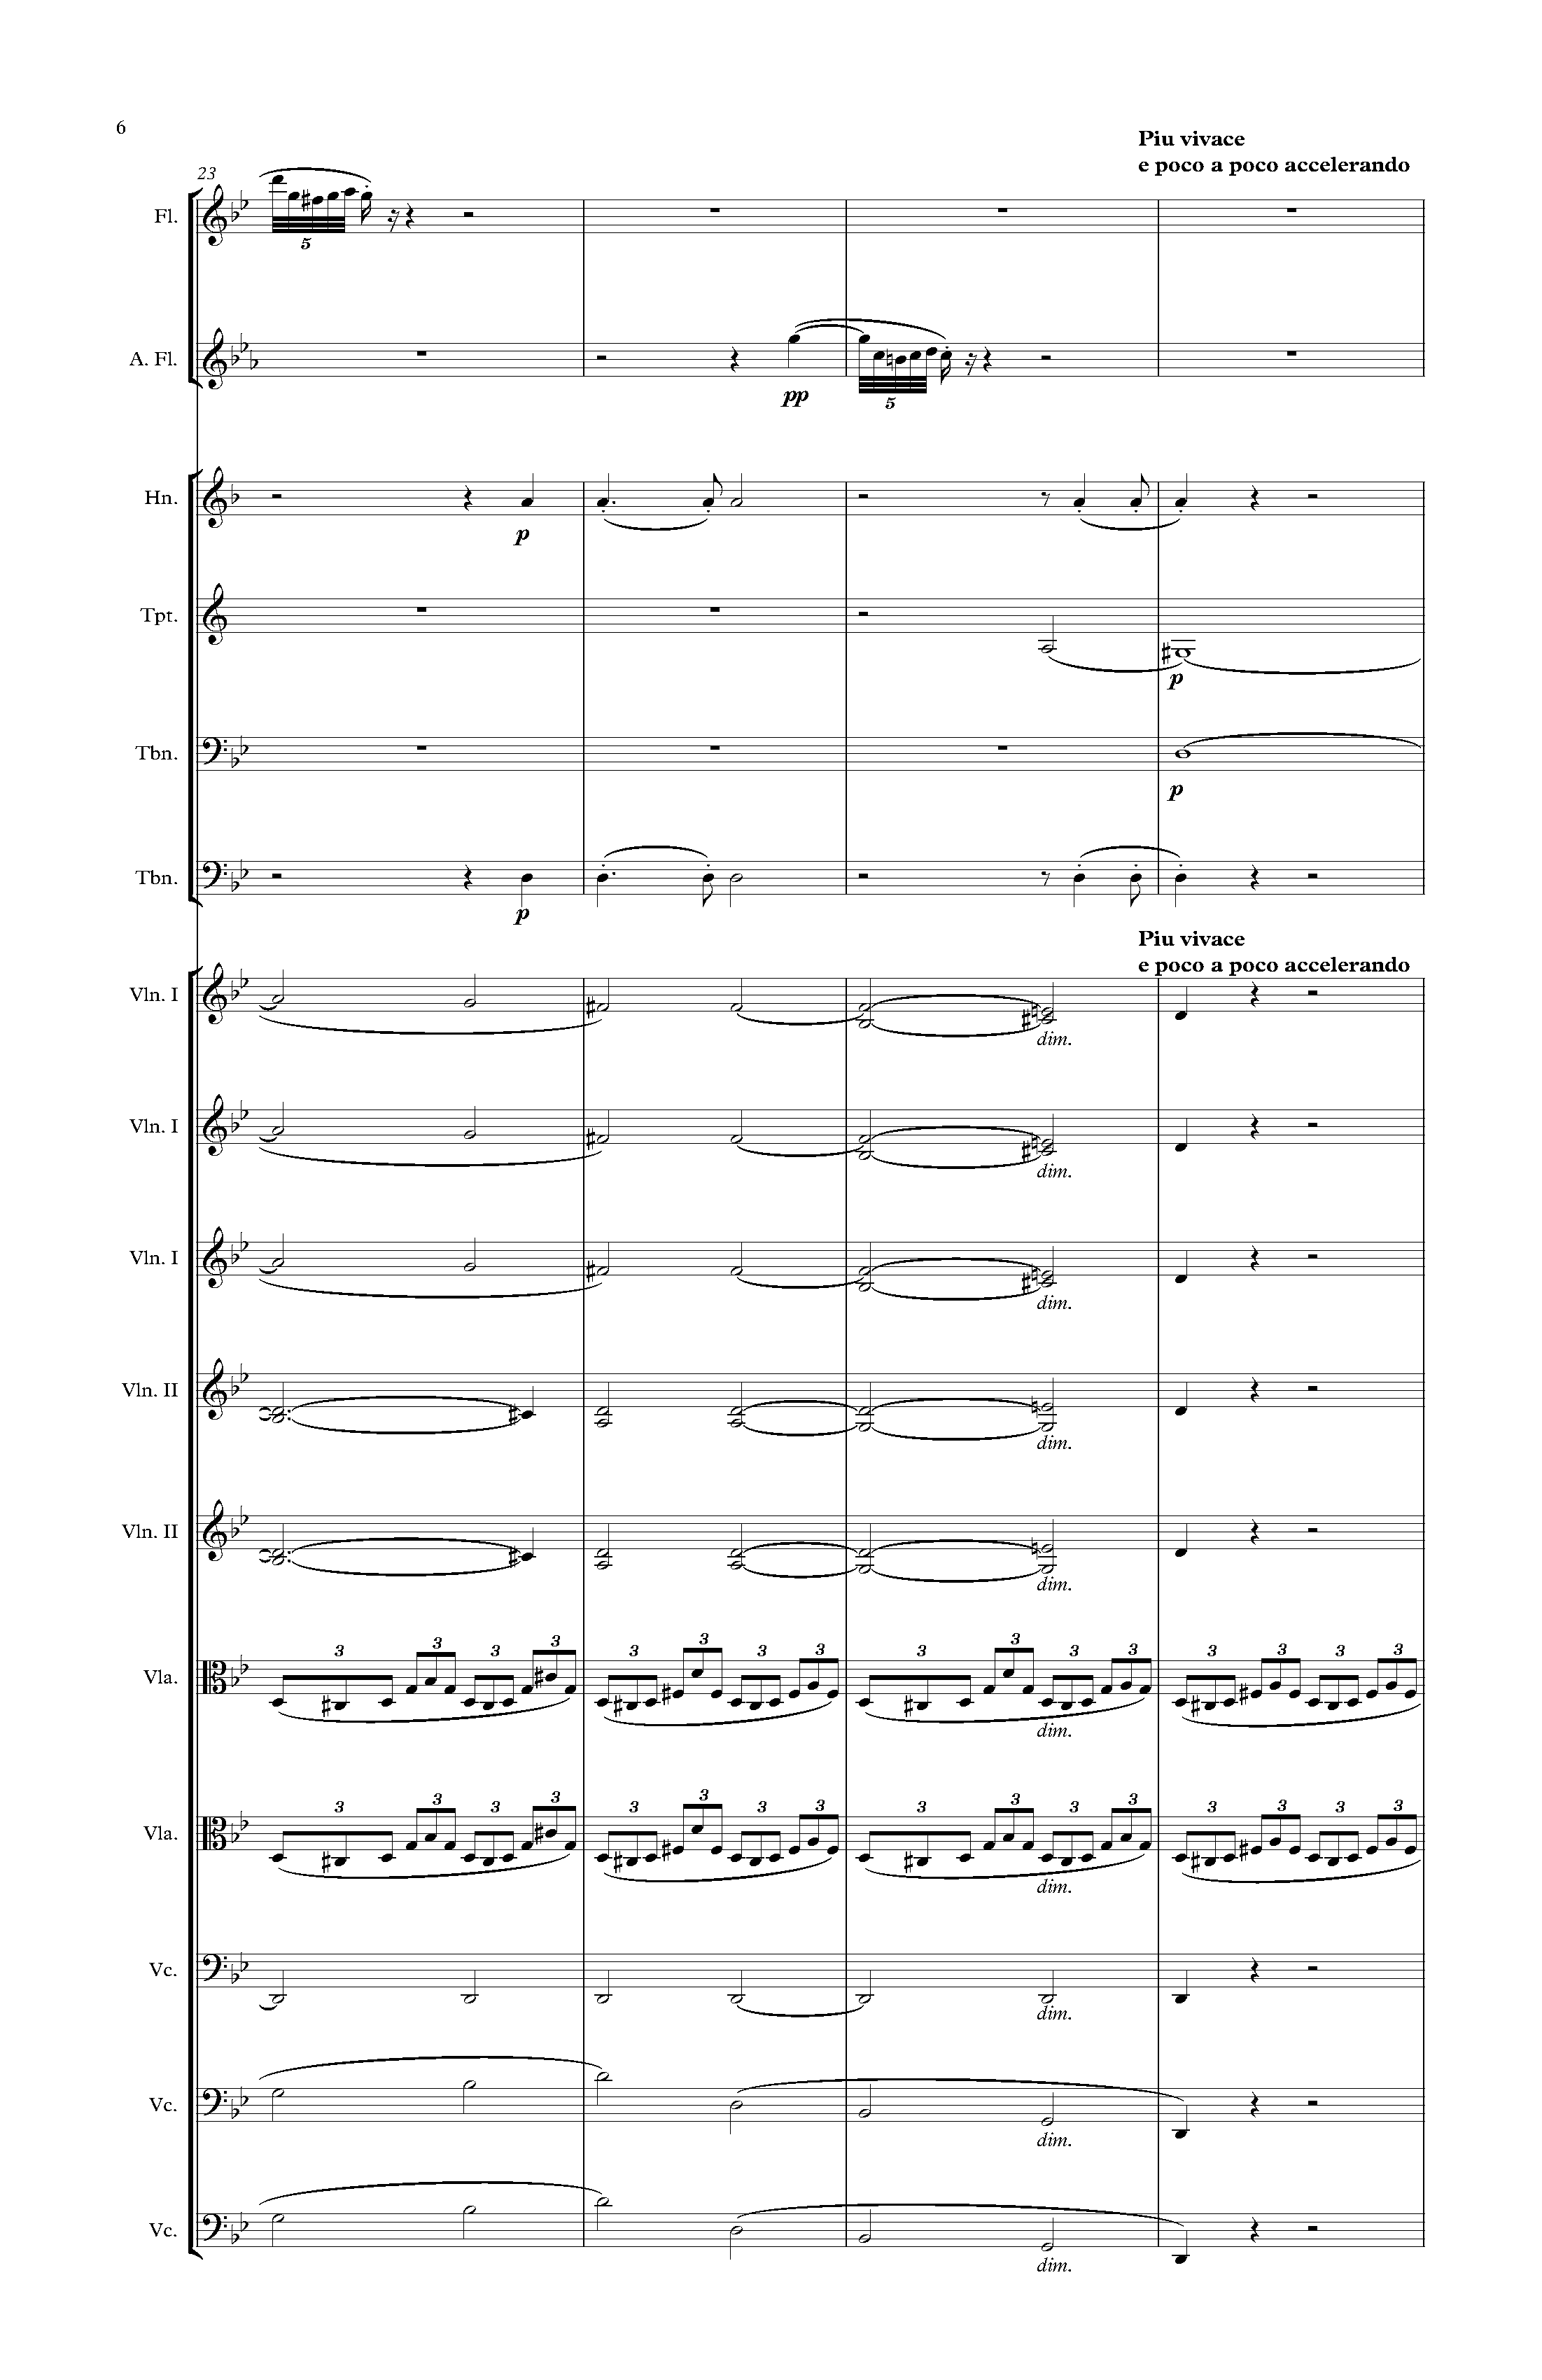 6
Piu vivace
e poco a poco accelerando
23
Fl.
5
A. Fl.
pp
5
Hn.
p
Tpt.
p
Tbn.
p
Tbn.
p
Piu vivace
e poco a poco accelerando
Vln. I
dim.
Vln. I
dim.
Vln. I
dim.
Vln. II
dim.
Vln. II
dim.
3 3 3 3 3 3 3 3 3 3 3 3 3 3 3 3
Vla.
dim.
3 3 3 3 3 3 3 3 3 3 3 3 3 3 3 3
Vla.
dim.
Vc.
dim.
Vc.
dim.
Vc.
dim.